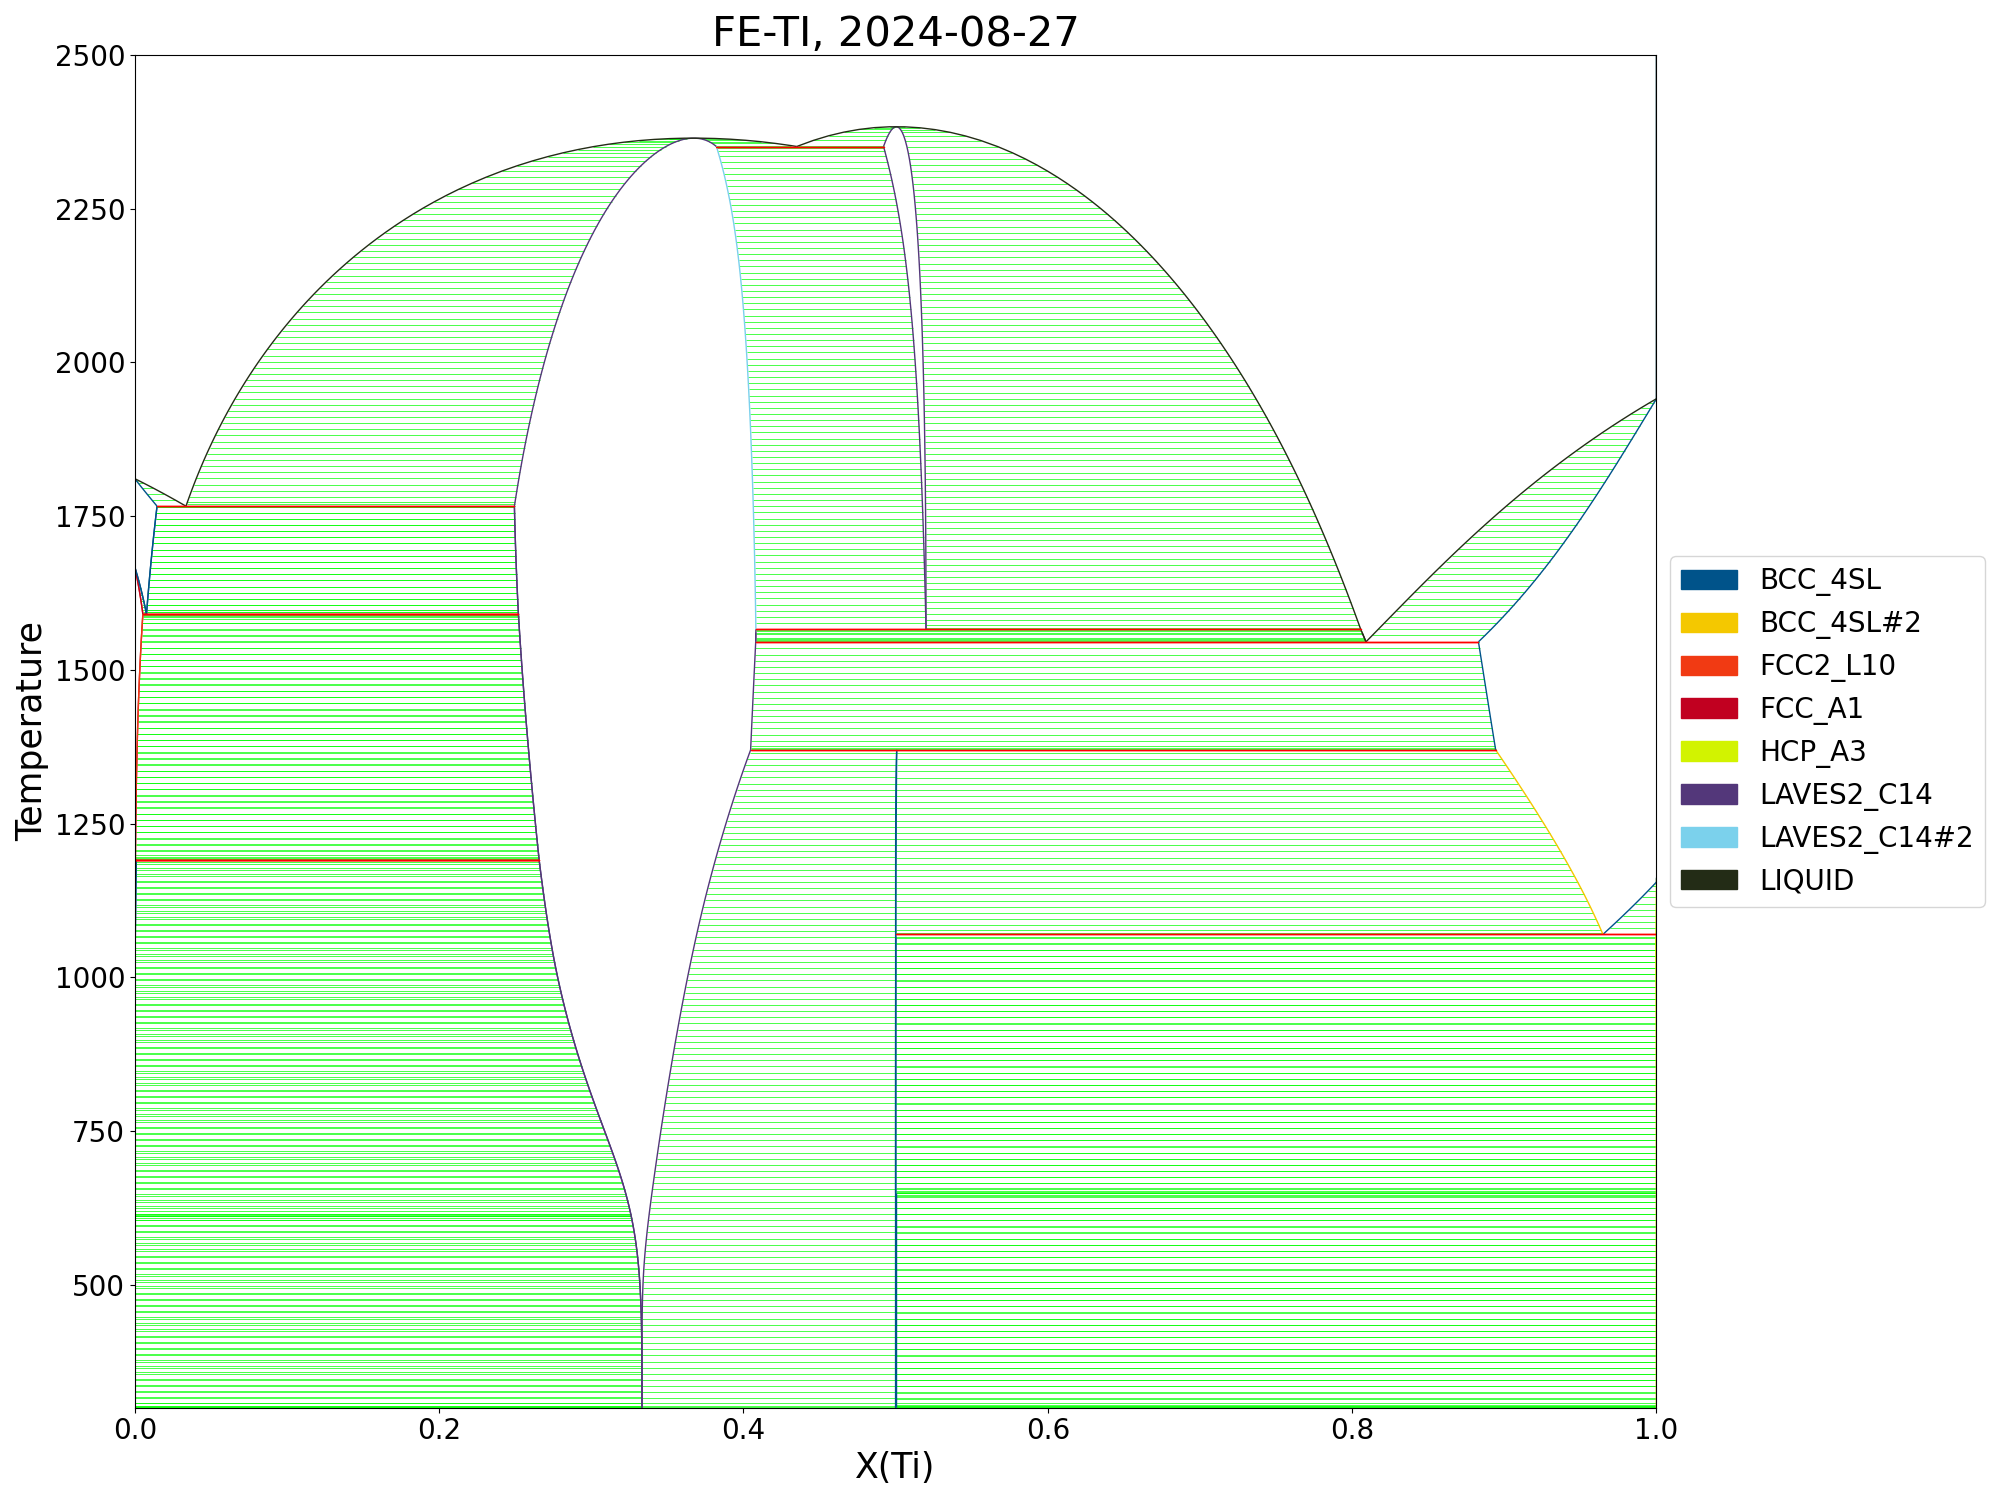 FE-TI, 2024-08-27
2500
2250
2000
1750
1500
1250
1000
750
500
Temperature
0.0 0.2 0.4 0.6 0.8 1.0
X(Ti)
BCC_4SL
BCC_4SL#2
FCC2_L10
FCC_A1
HCP_A3
LAVES2_C14
LAVES2_C14#2
LIQUID